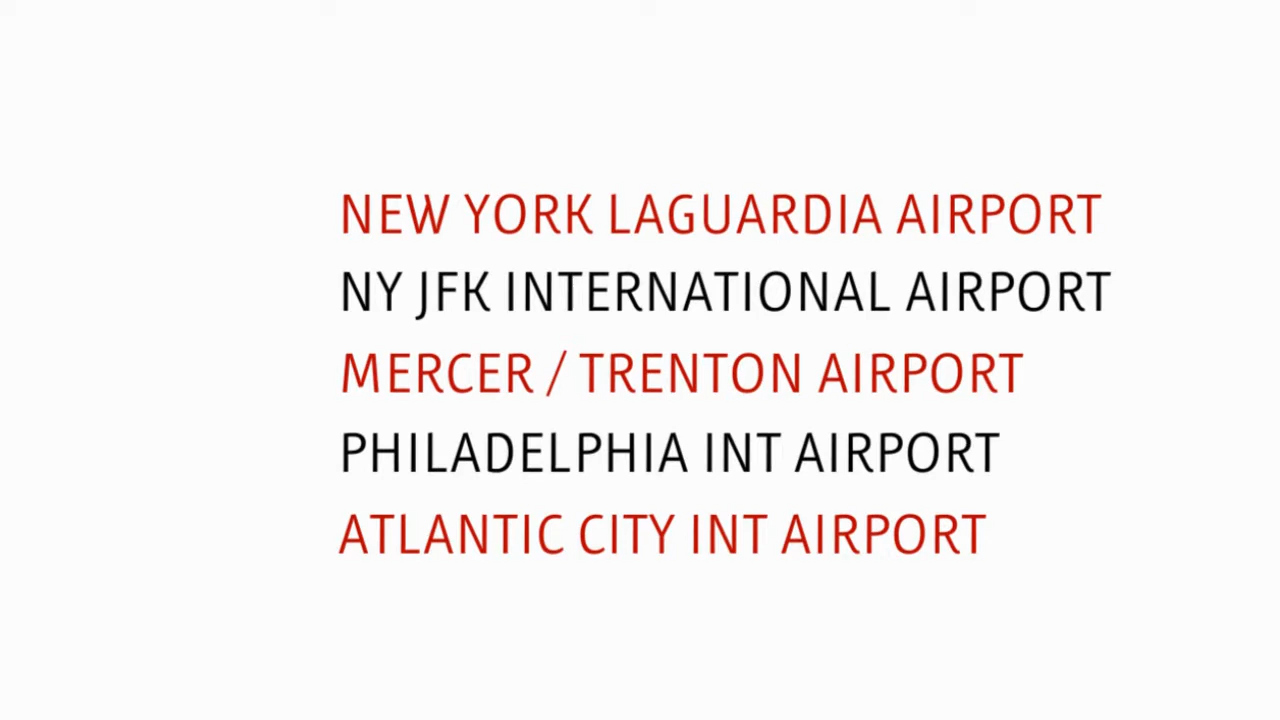 NEW YORK LAGUARDIA AIRPORT
NY JFK INTERNATIONAL AIRPORT
MERCER / TRENTON AIRPORT
PHILADELPHIA INT AIRPORT
ATLANTIC CITY INT AIRPORT